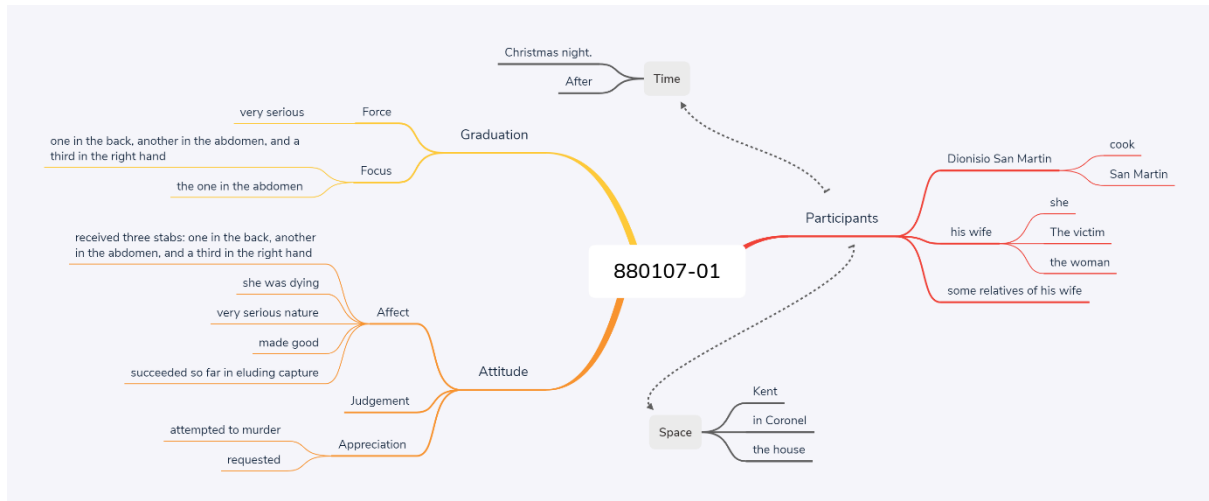 880107-01
Time
Christmas night.
After
Graduation
Force
very serious
Focus
one in the back, another in the abdomen, and a
third in the right hand
the one in the abdomen
Attitude
Affect
received three stabs: one in the back, another
in the abdomen, and a third in the right hand
she was dying
very serious nature
made good
succeeded so far in eluding capture
Judgement
Appreciation
attempted to murder
requested
Participants
Dionisio San Martin
cook
San Martin
his wife
she
The victim
the woman
some relatives of his wife
Space
Kent
in Coronel
the house